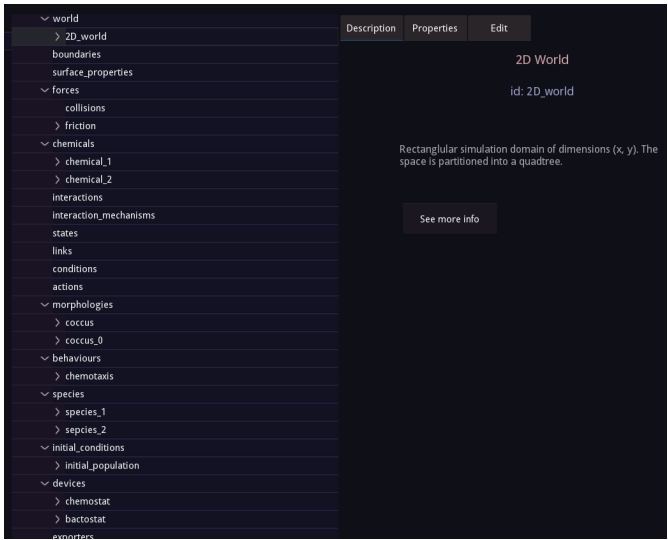 world
2D_world
boundaries
surface_properties
forces
collisions
friction
chemicals
chemical_1
chemical_2
interactions
interaction_mechanisms
states
links
conditions
actions
morphologies
coccus
coccus_0
behaviours
chemotaxis
species
species_1
sepcies_2
initial_conditions
initial_population
devices
chemostat
bactostat
exporters
Description Properties Edit
2D World
id: 2D_world
Rectanglular simulation domain of dimensions (x, y). The
space is partitioned into a quadtree.
See more info